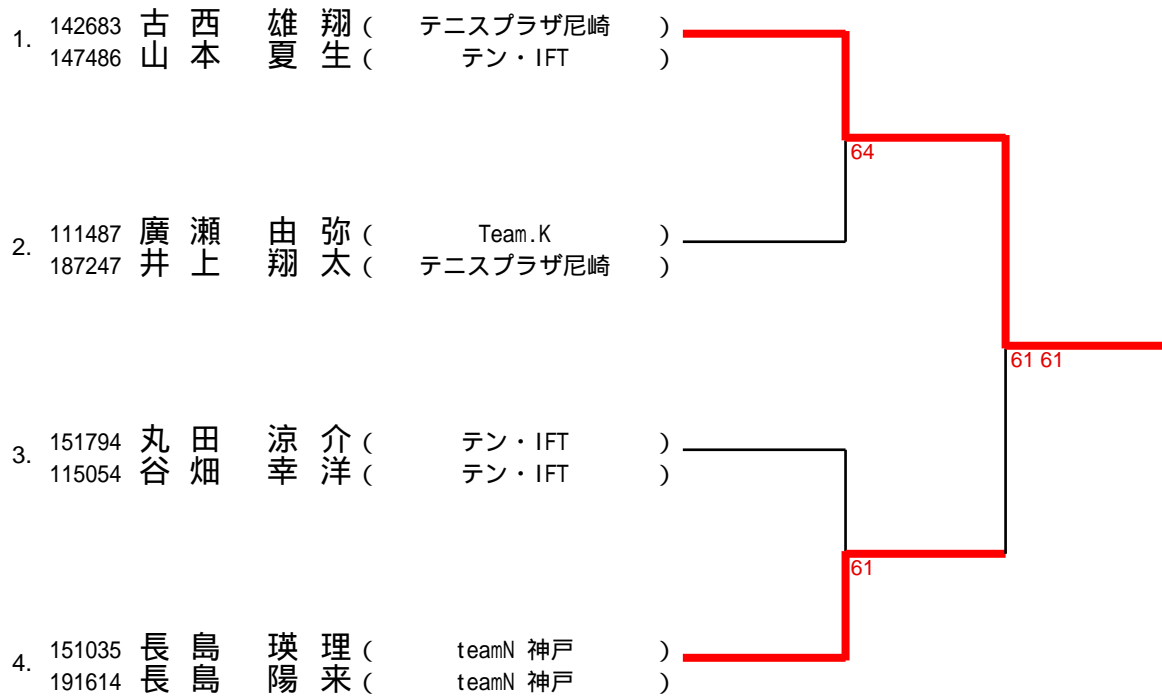 1. 142683 古西 雄翔 ( テニスプラザ尼崎 )
147486 山本 夏生 ( テン・IFT )
64
2. 111487 廣瀬 由弥 ( Team.K )
187247 井上 翔太 ( テニスプラザ尼崎 )
61 61
3. 151794 丸田 涼介 ( テン・IFT )
115054 谷畑 幸洋 ( テン・IFT )
61
4. 151035 長島 瑛理 ( teamN 神戸 )
191614 長島 陽来 ( teamN 神戸 )